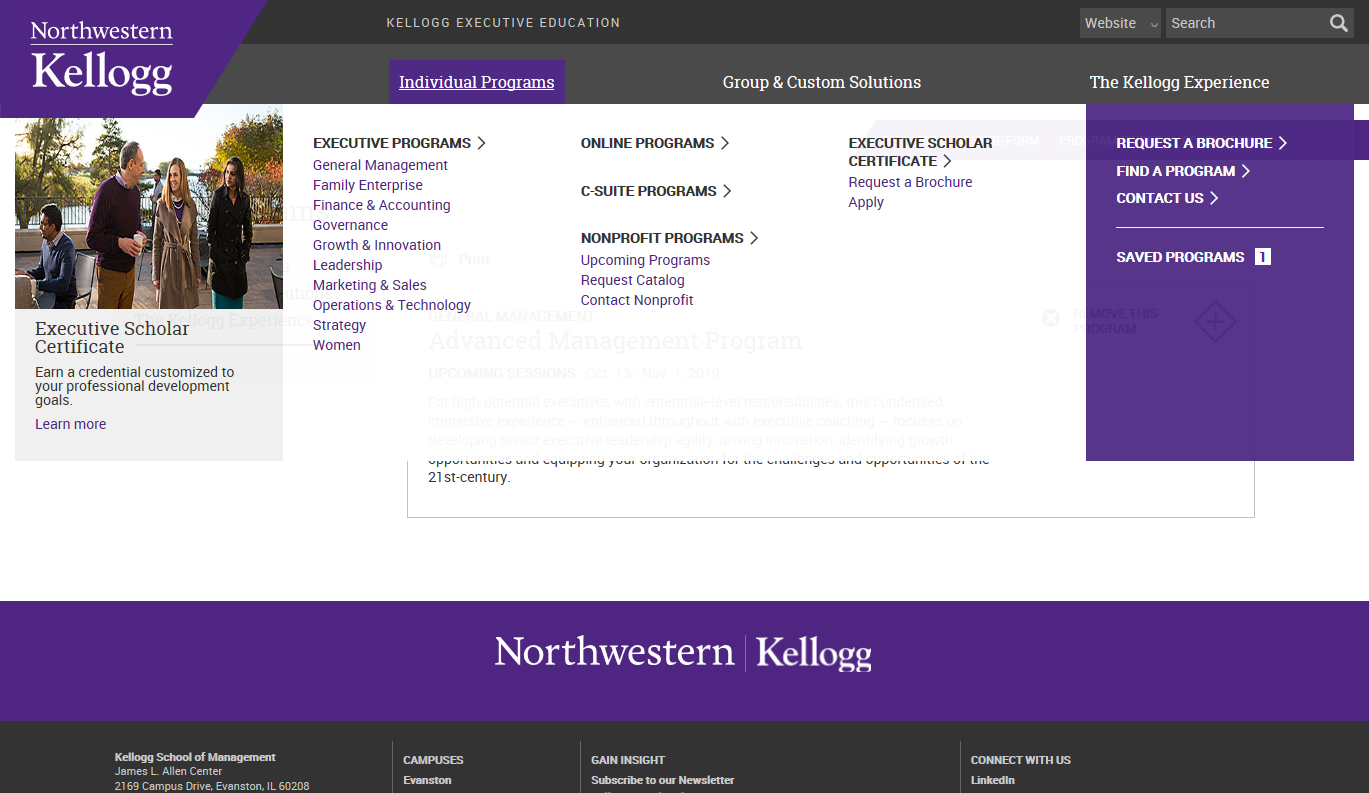 Northwestern
Kellogg
KELLOGG EXECUTIVE EDUCATION
Website
Search
Individual Programs
Group & Custom Solutions
The Kellogg Experience
EXECUTIVE PROGRAMS
General Management
Family Enterprise
Finance & Accounting
Governance
Growth & Innovation
Leadership
Marketing & Sales
Operations & Technology
Strategy
Women
ONLINE PROGRAMS
C-SUITE PROGRAMS
NONPROFIT PROGRAMS
Upcoming Programs
Request Catalog
Contact Nonprofit
EXECUTIVE SCHOLAR
CERTIFICATE
Request a Brochure
Apply
REQUEST A BROCHURE
FIND A PROGRAM
CONTACT US
SAVED PROGRAMS 1
Executive Scholar
Certificate
Earn a credential customized to
your professional development
goals.
Learn more
The Kellogg Experience
Print
GENERAL MANAGEMENT
Advanced Management Program
REMOVE THIS
PROGRAM
UPCOMING SESSIONS: Oct. 13 - Nov. 1, 2019
For high-potential executives with enterprise-level responsibilities, this condensed,
immersive experience — enhanced throughout with executive coaching — focuses on
developing senior executive leadership agility, driving innovation, identifying growth
opportunities and equipping your organization for the challenges and opportunities of the
21st-century.
Northwestern | Kellogg
Kellogg School of Management
James L. Allen Center
2169 Campus Drive, Evanston, IL 60208
CAMPUSES
Evanston
GAIN INSIGHT
Subscribe to our Newsletter
CONNECT WITH US
LinkedIn